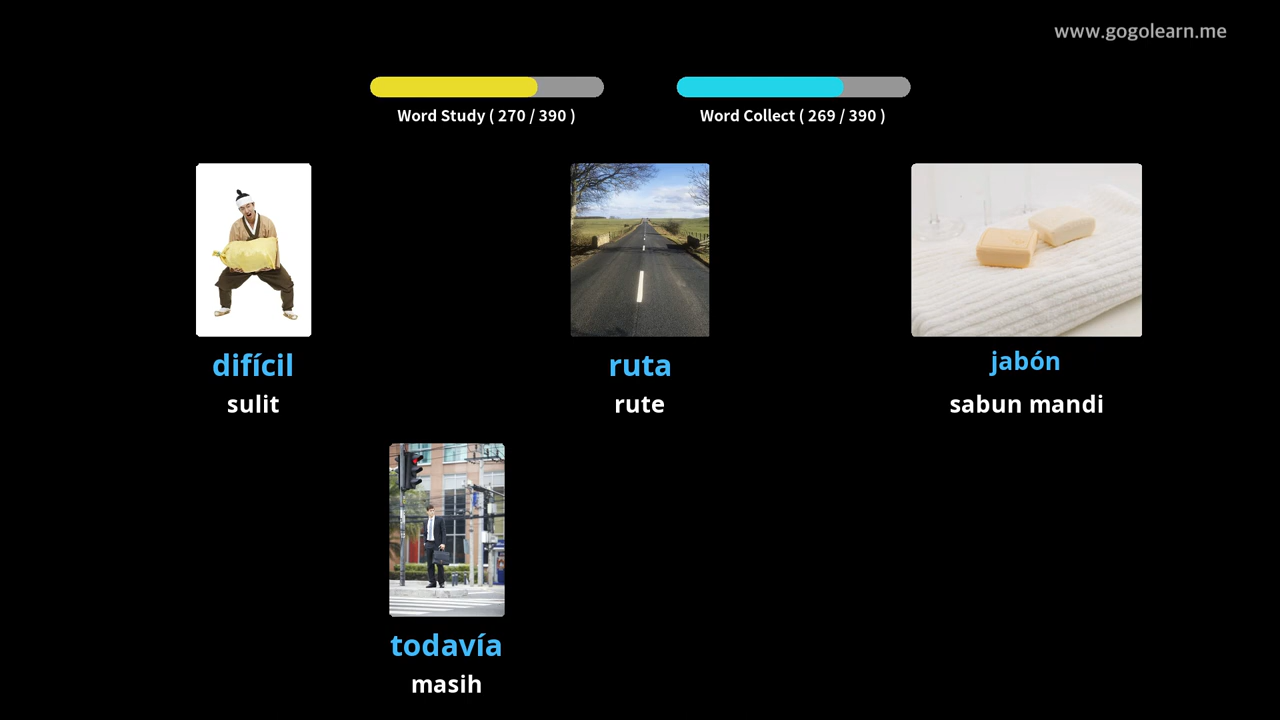 www.gogolearn.me
Word Study ( 270 / 390 )
Word Collect ( 269 / 390 )
difícil
sulit
ruta
rute
jabón
sabun mandi
todavía
masih